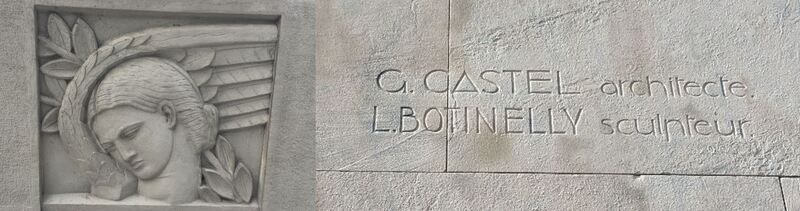 G. CASTEL architecte.
L. BOTINELLY sculpteur.